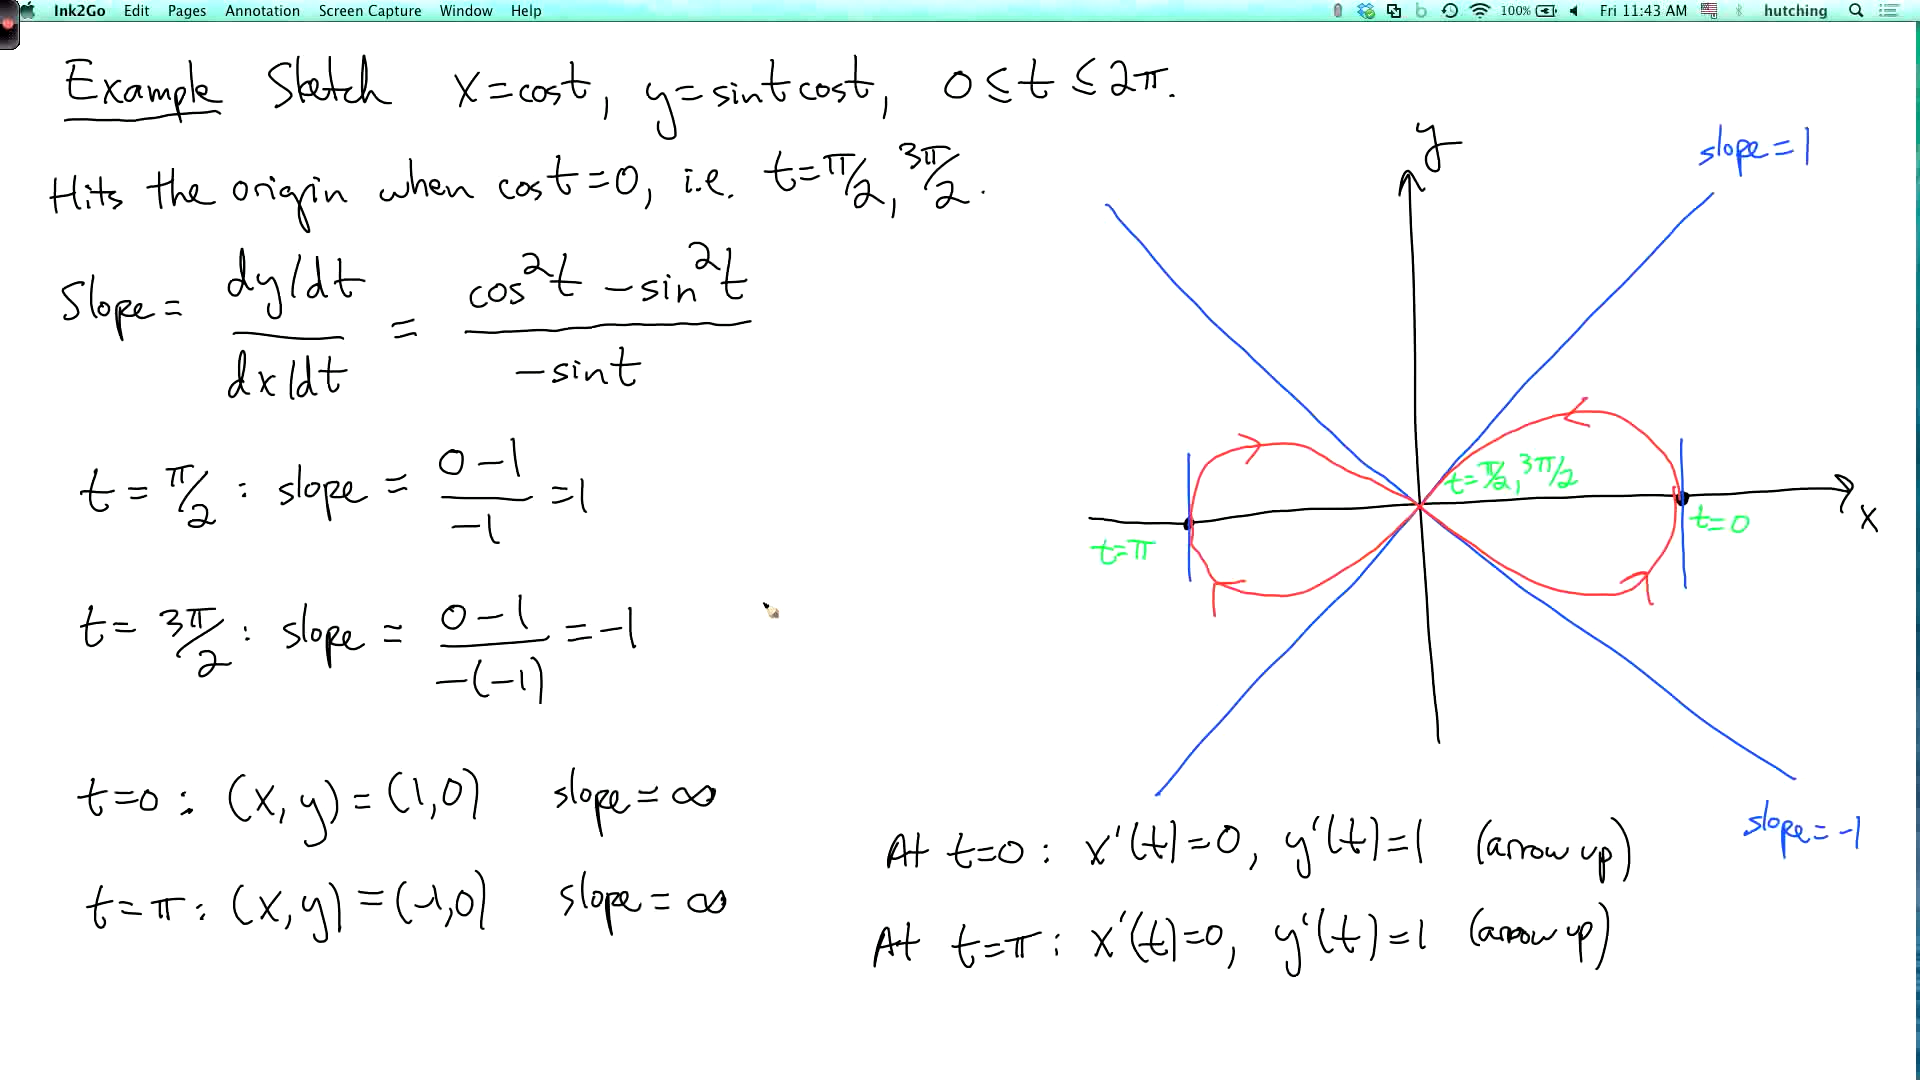 Ink2Go Edit Pages Annotation Screen Capture Window Help 100% Fri 11:43 AM hutching
Example Sketch x=cost, y=sintcost, 0≤t≤2π.
Hits the origin when cost=0, i.e. t=π/2, 3π/2.
Slope = (dy/dt)/(dx/dt) = (cos²t - sin²t)/(-sint)
t=π/2: slope = (0-1)/(-1) = 1
t=3π/2: slope = (0-1)/(-(-1)) = -1
t=0: (x,y)=(1,0) slope=∞
t=π: (x,y)=(-1,0) slope=∞
y
slope=1
t=π/2, 3π/2
t=π
t=0
x
slope=-1
At t=0: x'(t)=0, y'(t)=1 (arrow up)
At t=π: x'(t)=0, y'(t)=1 (arrow up)